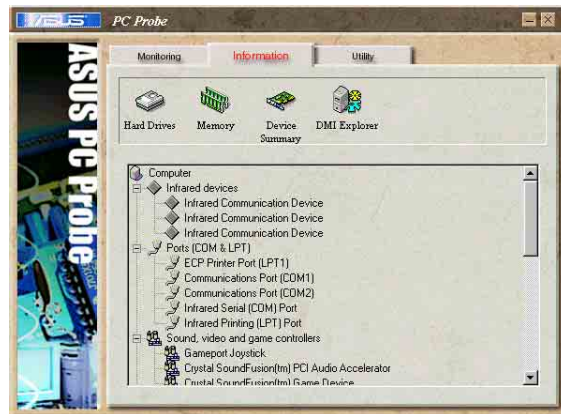 ASUS
PC Probe
ASUS PC Probe
Monitoring
Information
Utility
Hard Drives
Memory
Device
Summary
DMI Explorer
Computer
Infrared devices
Infrared Communication Device
Infrared Communication Device
Infrared Communication Device
Ports (COM & LPT)
ECP Printer Port (LPT1)
Communications Port (COM1)
Communications Port (COM2)
Infrared Serial (COM) Port
Infrared Printing (LPT) Port
Sound, video and game controllers
Gameport Joystick
Crystal SoundFusion(tm) PCI Audio Accelerator
Crystal SoundFusion(tm) Game Device